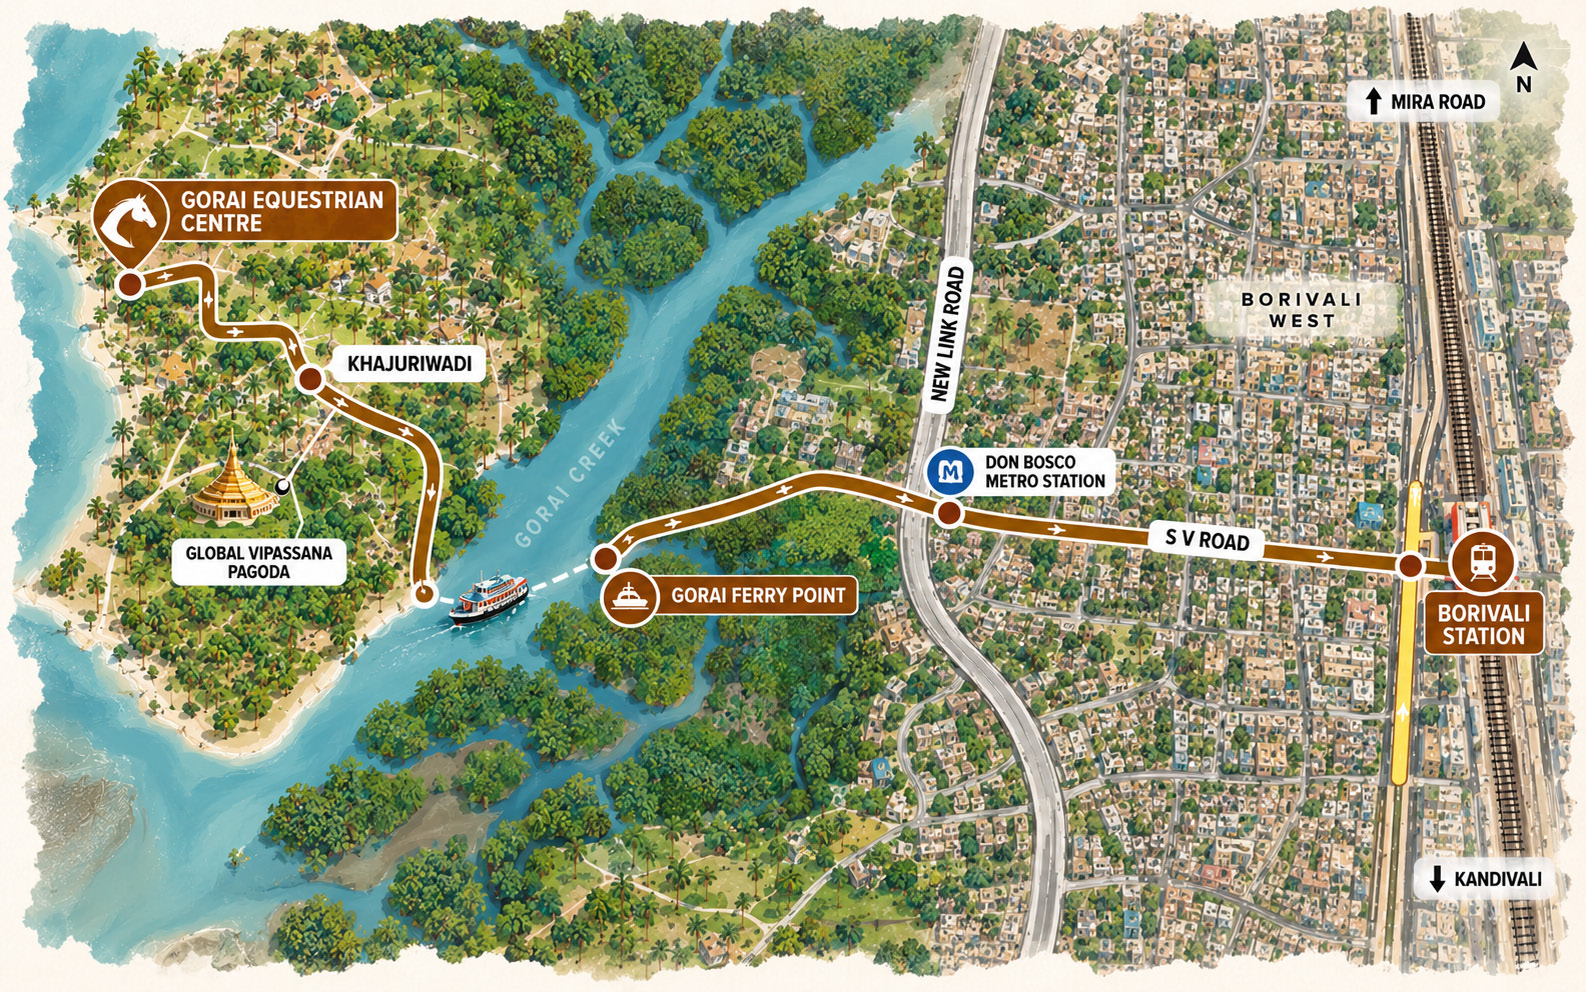 N
↑ MIRA ROAD
GORAI EQUESTRIAN
CENTRE
BORIVALI
WEST
NEW LINK ROAD
KHAJURIWADI
GORAI CREEK
M
DON BOSCO
METRO STATION
S V ROAD
GLOBAL VIPASSANA
PAGODA
GORAI FERRY POINT
BORIVALI
STATION
↓ KANDIVALI